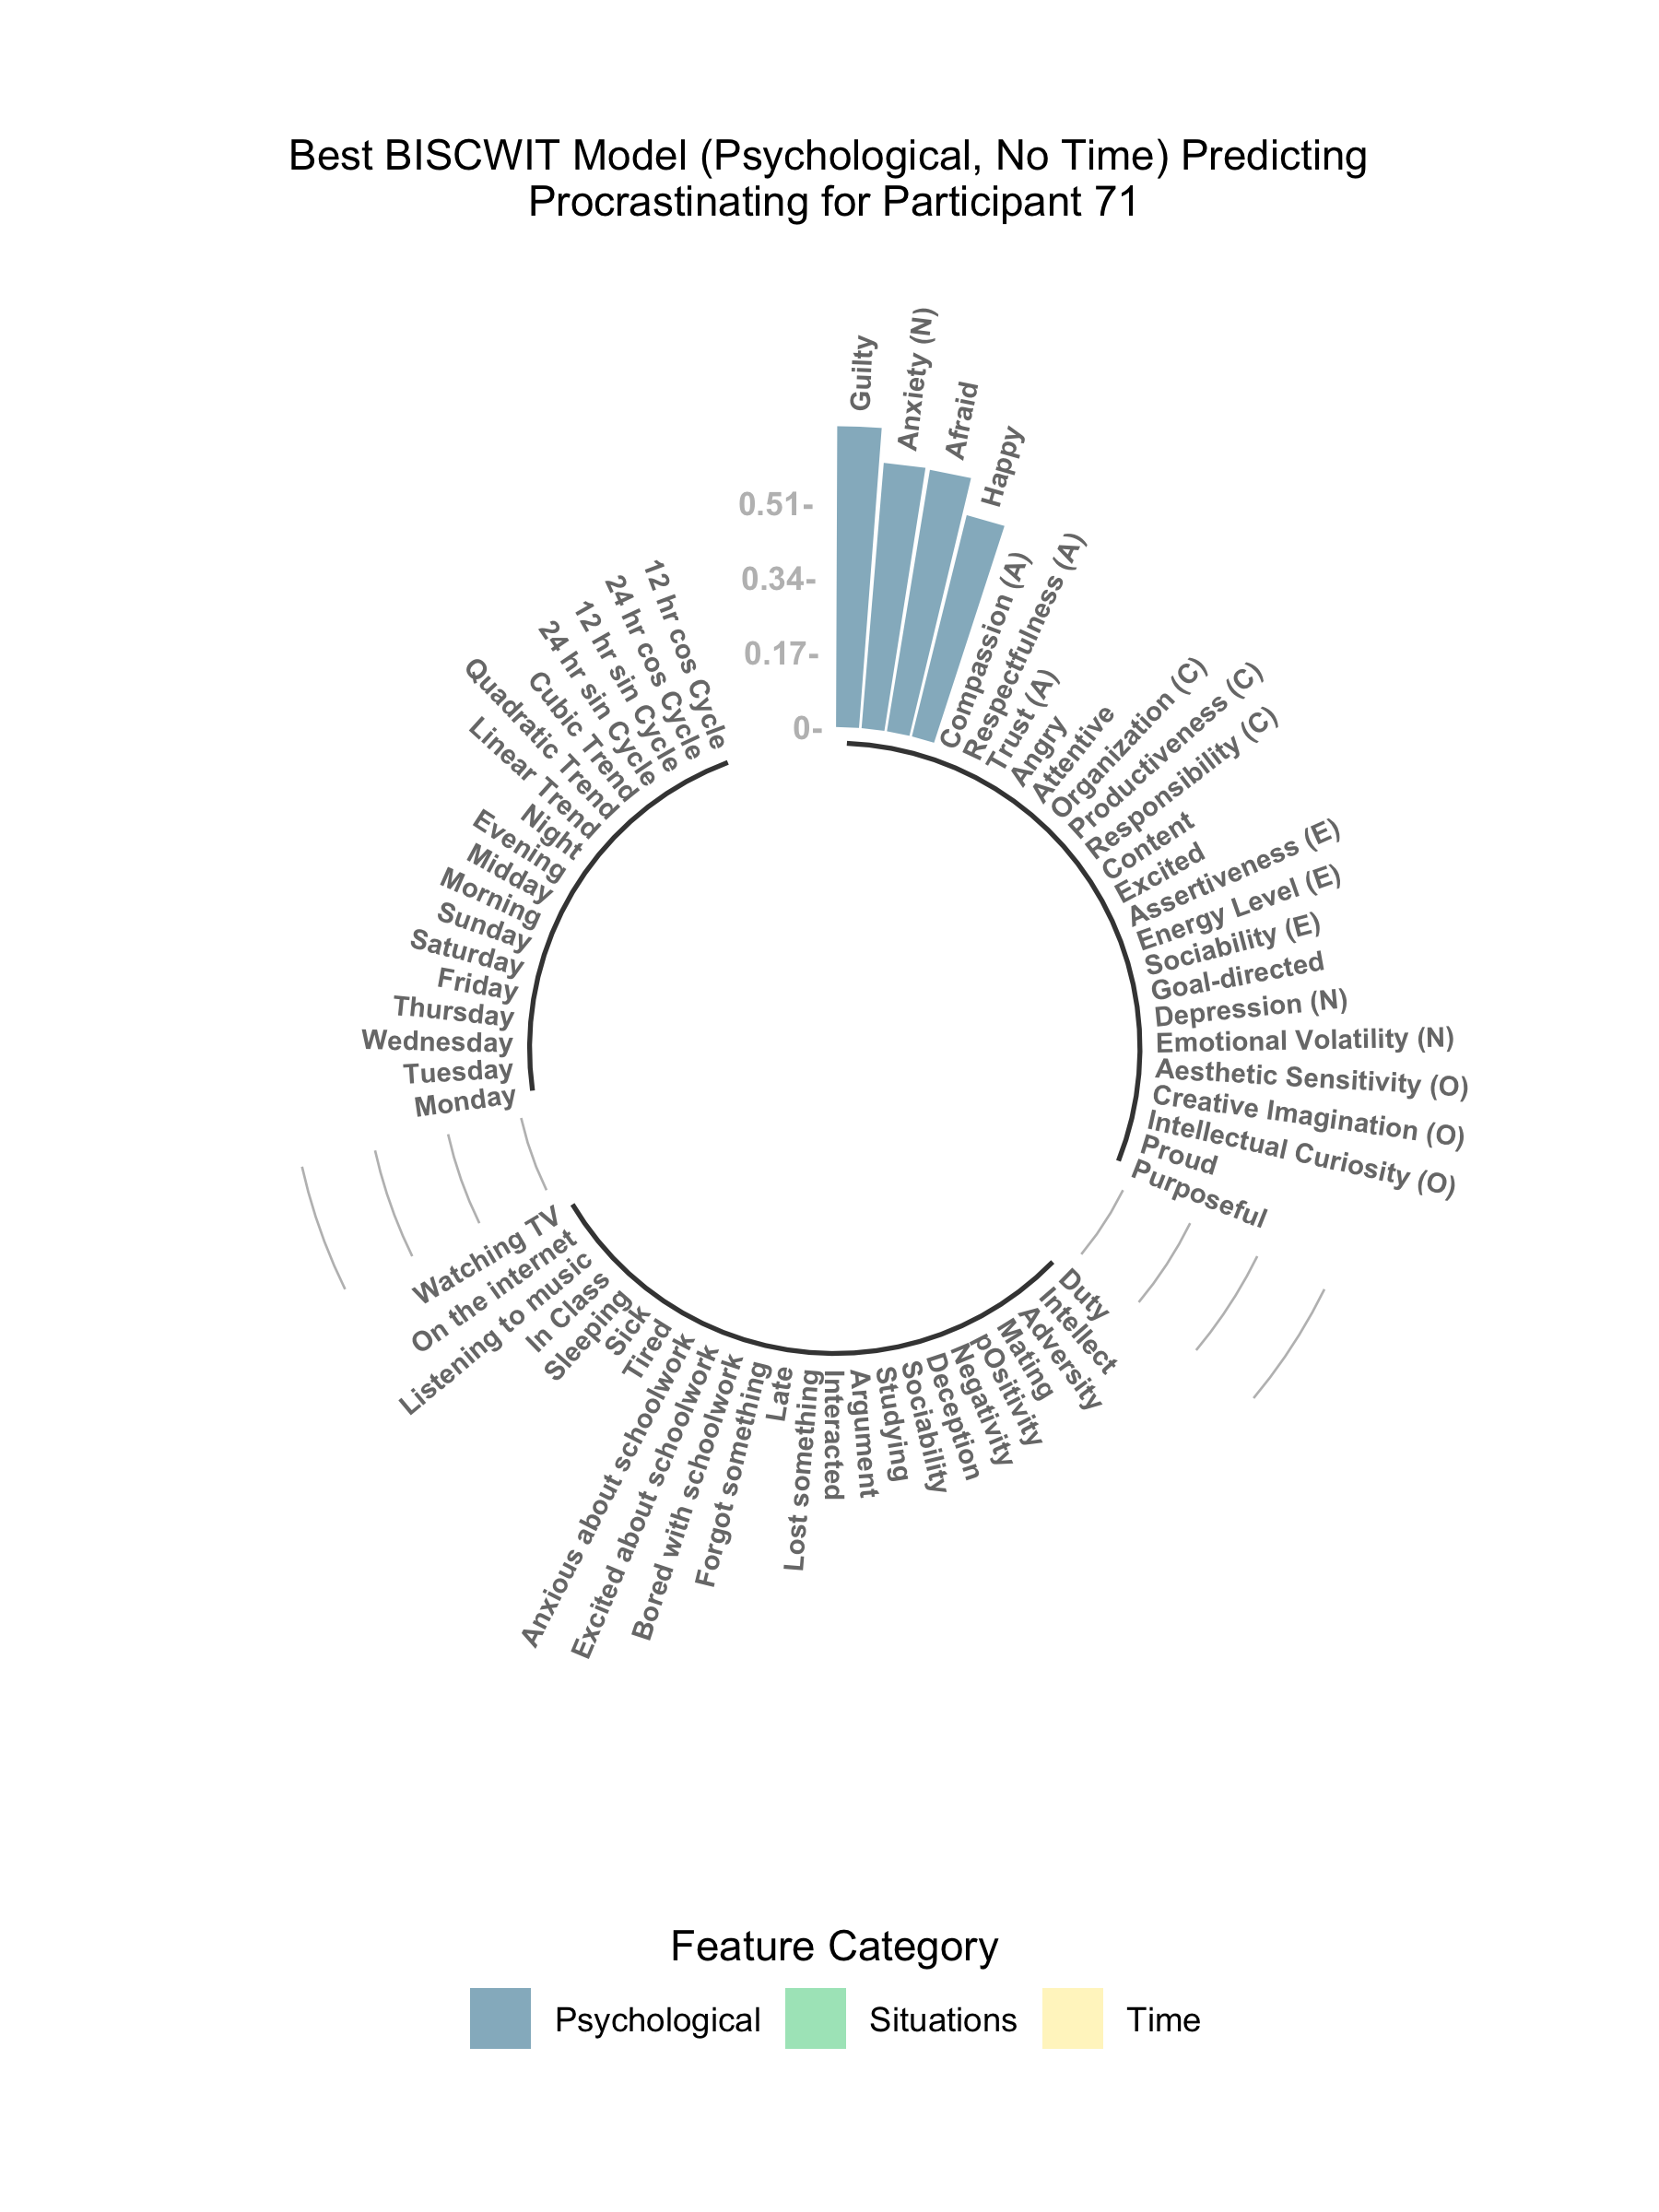 Best BISCWIT Model (Psychological, No Time) Predicting
Procrastinating for Participant 71
0.51-
0.34-
0.17-
0-
Guilty
Anxiety (N)
Afraid
Happy
Compassion (A)
Respectfulness (A)
Trust (A)
Angry
Attentive
Organization (C)
Productiveness (C)
Responsibility (C)
Content
Excited
Assertiveness (E)
Energy Level (E)
Sociability (E)
Goal-directed
Depression (N)
Emotional Volatility (N)
Aesthetic Sensitivity (O)
Creative Imagination (O)
Intellectual Curiosity (O)
Proud
Purposeful
Duty
Intellect
Adversity
Mating
pOsitivity
Negativity
Deception
Sociability
Studying
Argument
Interacted
Lost something
Late
Forgot something
Bored with schoolwork
Excited about schoolwork
Anxious about schoolwork
Tired
Sick
Sleeping
In Class
Listening to music
On the internet
Watching TV
Monday
Tuesday
Wednesday
Thursday
Friday
Saturday
Sunday
Morning
Midday
Evening
Night
Linear Trend
Quadratic Trend
Cubic Trend
24 hr sin Cycle
12 hr sin Cycle
24 hr cos Cycle
12 hr cos Cycle
Feature Category
Psychological
Situations
Time